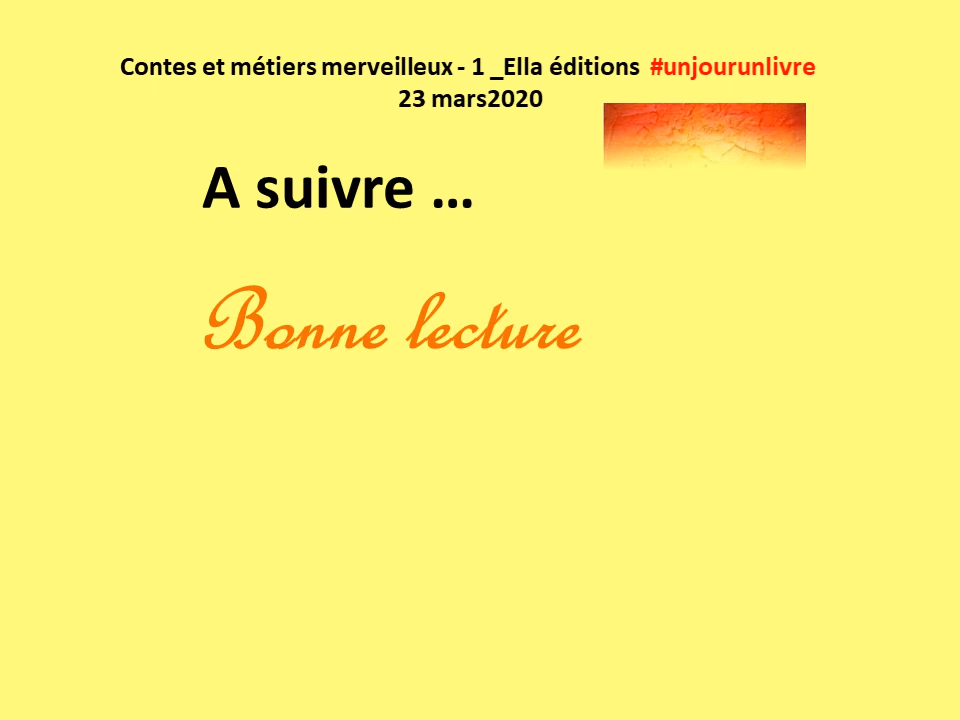 Contes et métiers merveilleux - 1 _Ella éditions #unjourunlivre
23 mars2020
A suivre …
Bonne lecture